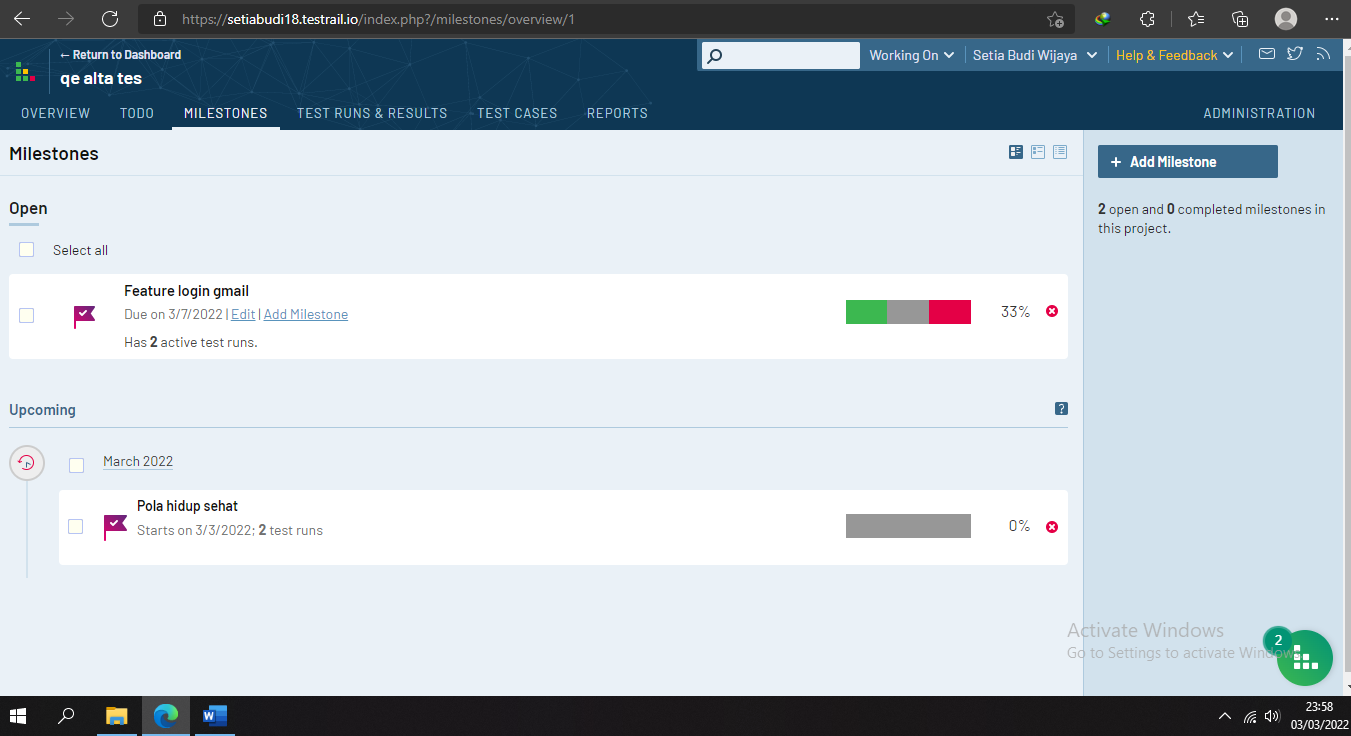 https://setiabudi18.testrail.io/index.php?/milestones/overview/1
← Return to Dashboard
qe alta tes
Working On
Setia Budi Wijaya
Help & Feedback
OVERVIEW
TODO
MILESTONES
TEST RUNS & RESULTS
TEST CASES
REPORTS
ADMINISTRATION
Milestones
+ Add Milestone
2 open and 0 completed milestones in
this project.
Open
Select all
Feature login gmail
Due on 3/7/2022 | Edit | Add Milestone
Has 2 active test runs.
33%
Upcoming
?
March 2022
Pola hidup sehat
Starts on 3/3/2022; 2 test runs
0%
Activate Windows
Go to Settings to activate Windows
2
23:58
03/03/2022